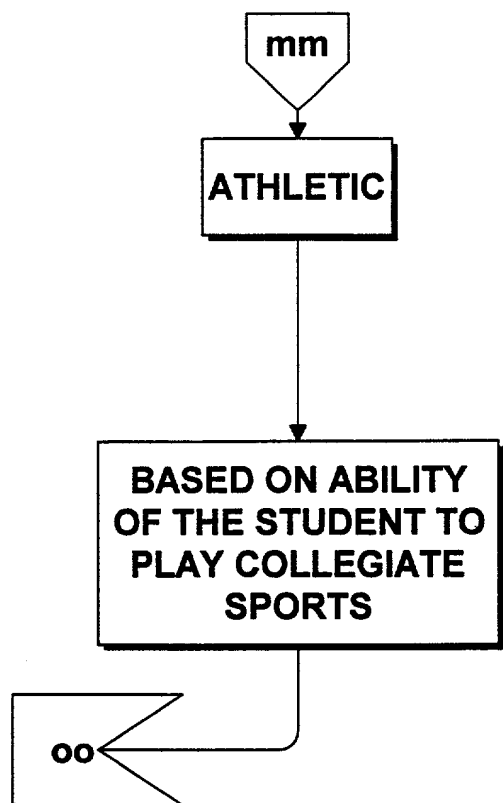 mm
ATHLETIC
BASED ON ABILITY
OF THE STUDENT TO
PLAY COLLEGIATE
SPORTS
oo